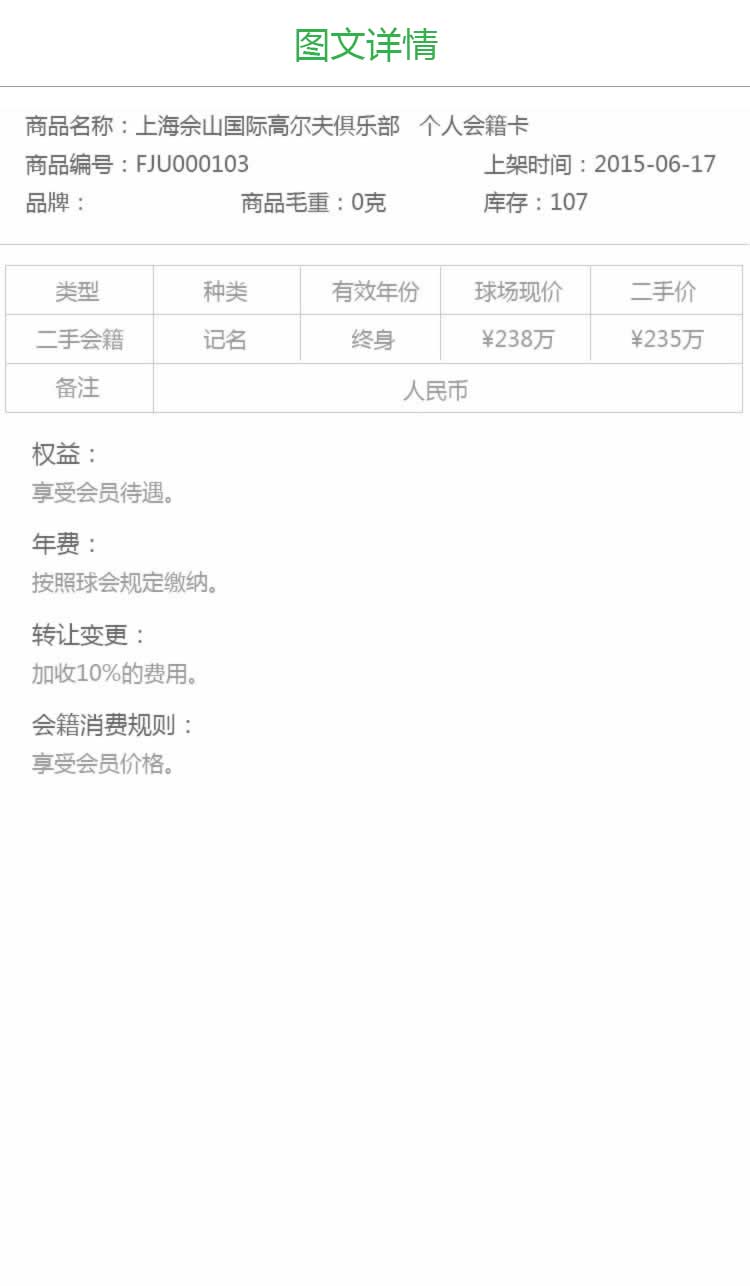 图文详情
商品名称：上海佘山国际高尔夫俱乐部 个人会籍卡
商品编号：FJU000103 上架时间：2015-06-17
品牌： 商品毛重：0克 库存：107
类型 种类 有效年份 球场现价 二手价
二手会籍 记名 终身 ¥238万 ¥235万
备注 人民币
权益：
享受会员待遇。
年费：
按照球会规定缴纳。
转让变更：
加收10%的费用。
会籍消费规则：
享受会员价格。